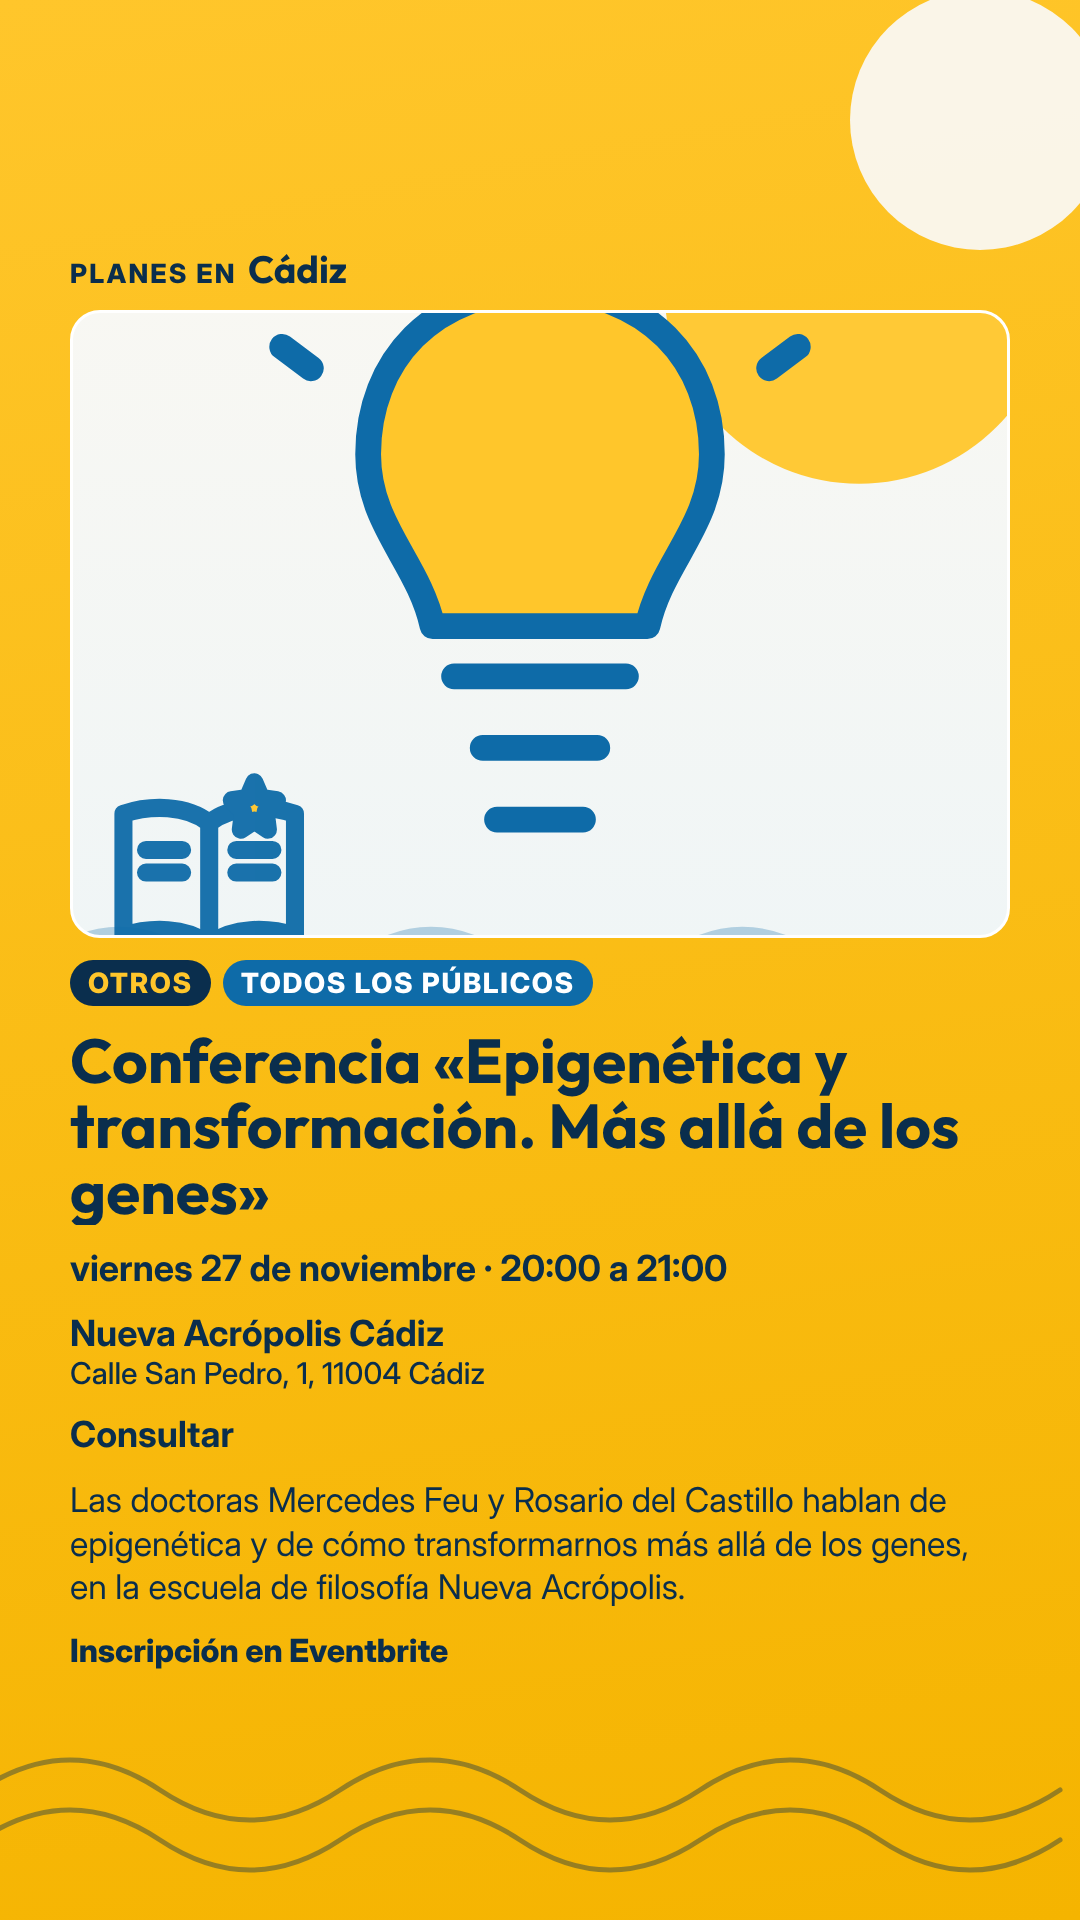 PLANES EN Cádiz
OTROS
TODOS LOS PÚBLICOS
Conferencia «Epigenética y
transformación. Más allá de los
genes»
viernes 27 de noviembre · 20:00 a 21:00
Nueva Acrópolis Cádiz
Calle San Pedro, 1, 11004 Cádiz
Consultar
Las doctoras Mercedes Feu y Rosario del Castillo hablan de
epigenética y de cómo transformarnos más allá de los genes,
en la escuela de filosofía Nueva Acrópolis.
Inscripción en Eventbrite